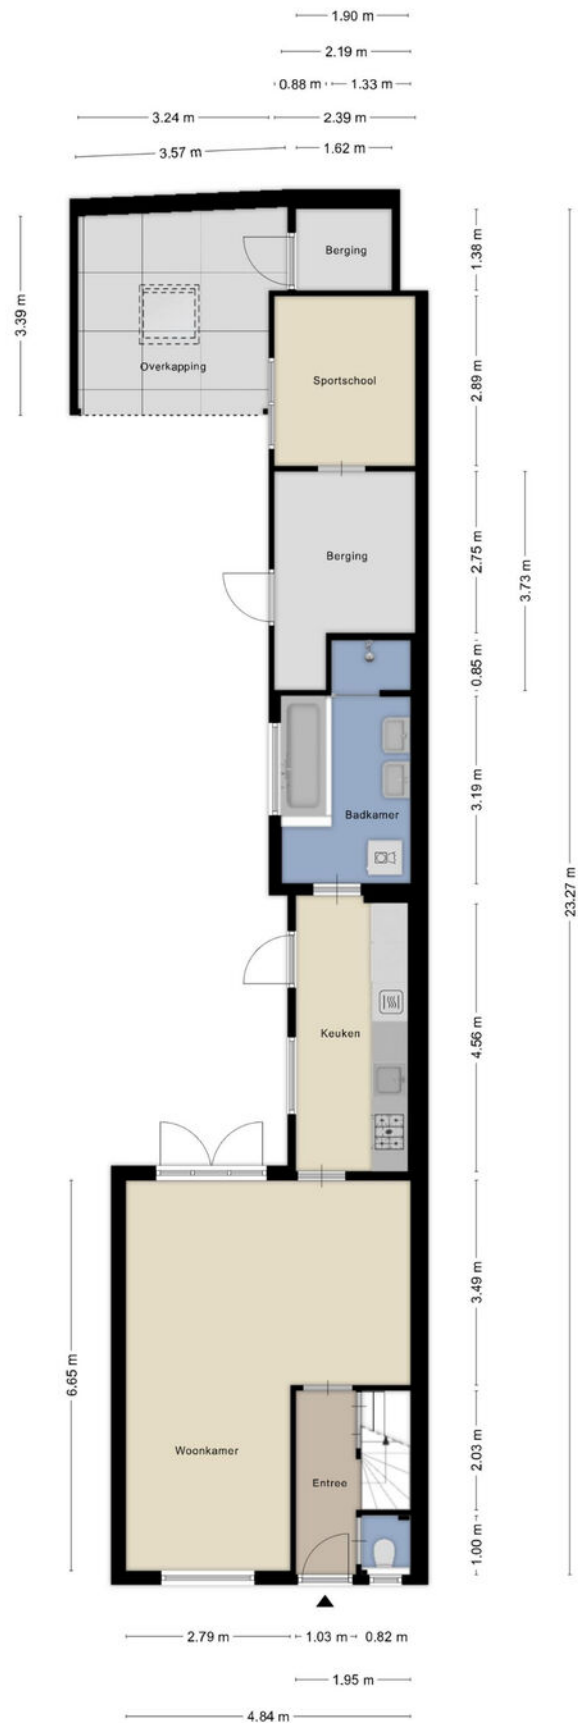 1.90 m
2.19 m
0.88 m
1.33 m
3.24 m
2.39 m
3.57 m
1.62 m
Berging
1.38 m
3.39 m
Overkapping
Sportschool
2.89 m
Berging
2.75 m
3.73 m
0.85 m
Badkamer
3.19 m
23.27 m
Keuken
4.56 m
3.49 m
6.65 m
Woonkamer
Entree
2.03 m
1.00 m
2.79 m
1.03 m
0.82 m
1.95 m
4.84 m